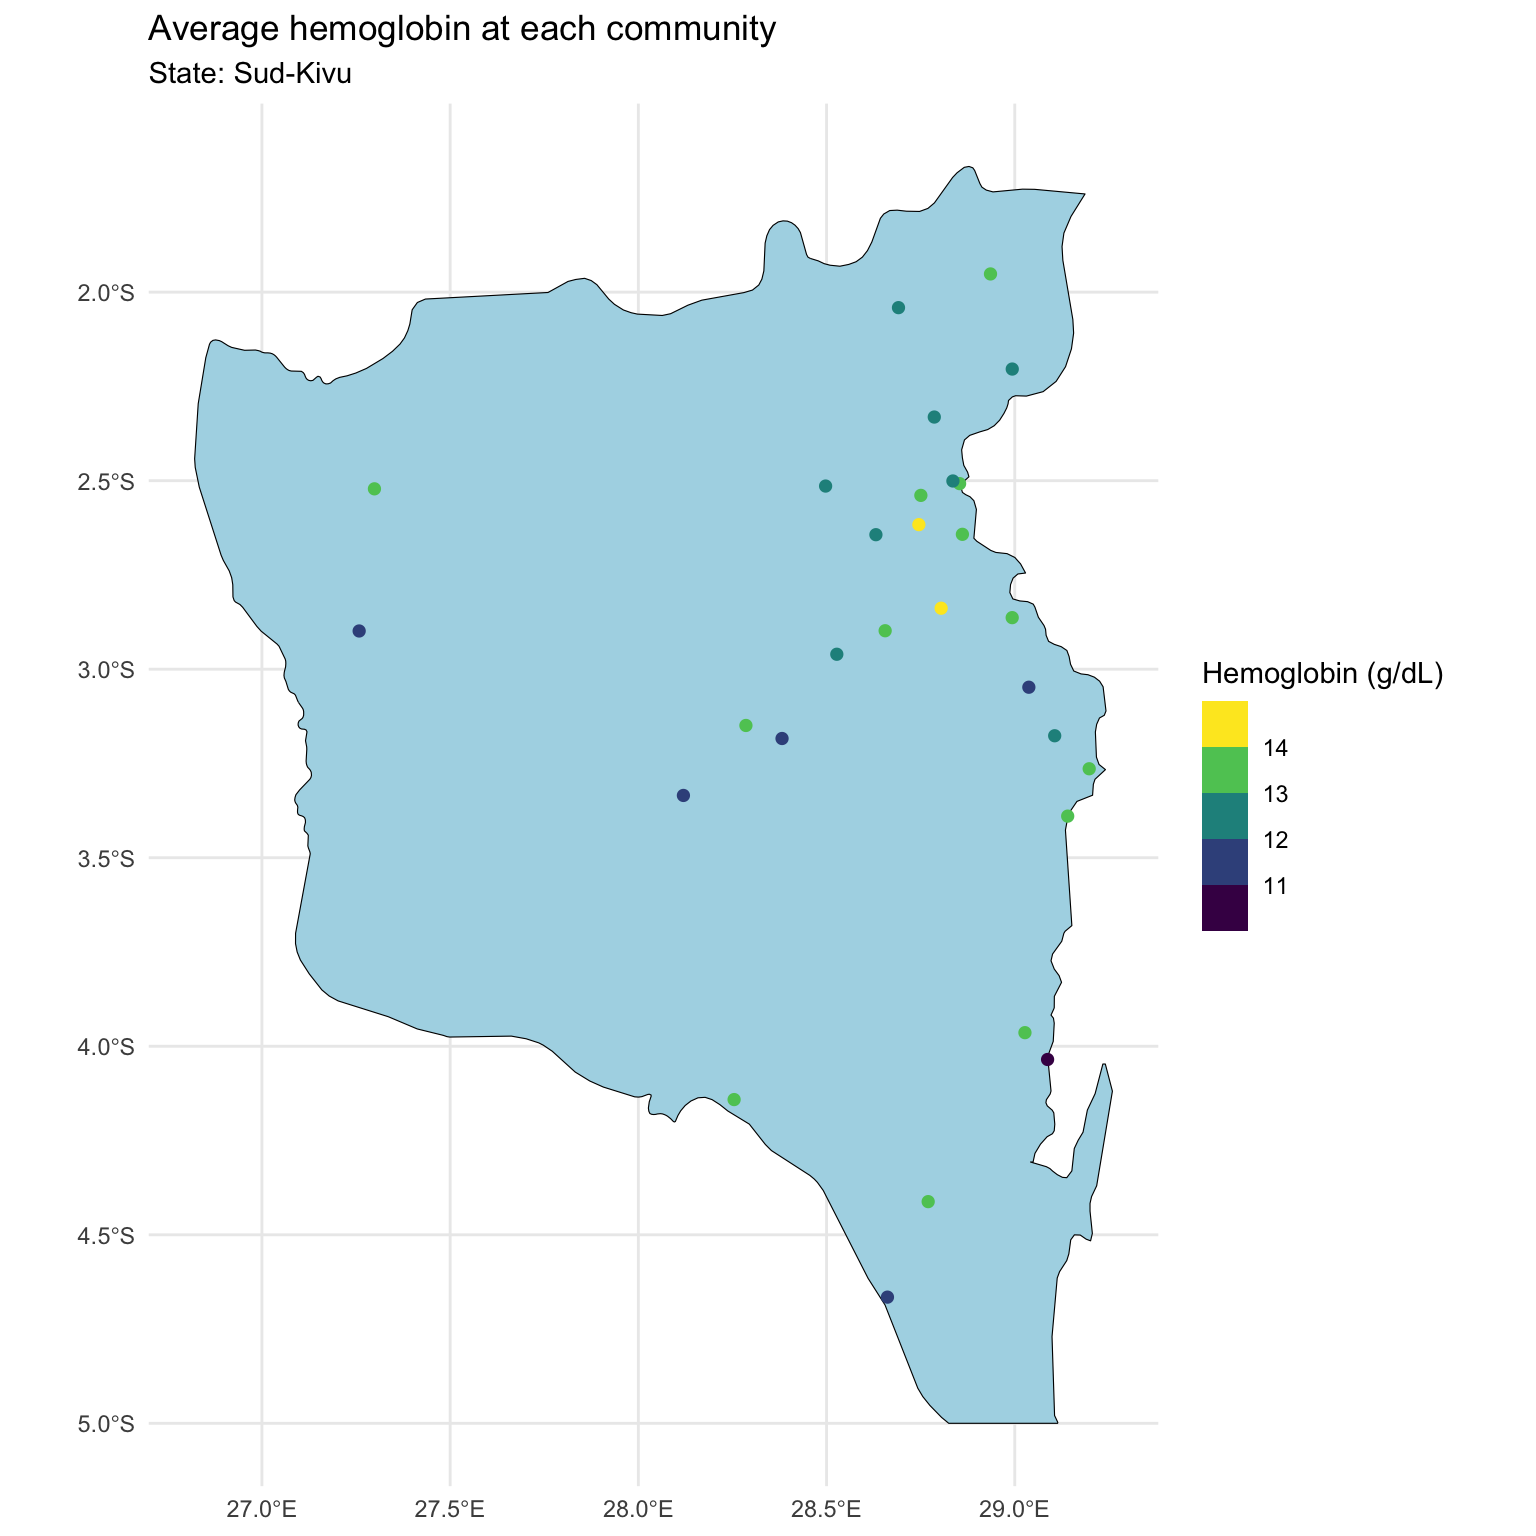 Average hemoglobin at each community
State: Sud-Kivu
2.0°S
2.5°S
3.0°S
3.5°S
4.0°S
4.5°S
5.0°S
27.0°E
27.5°E
28.0°E
28.5°E
29.0°E
Hemoglobin (g/dL)
14
13
12
11